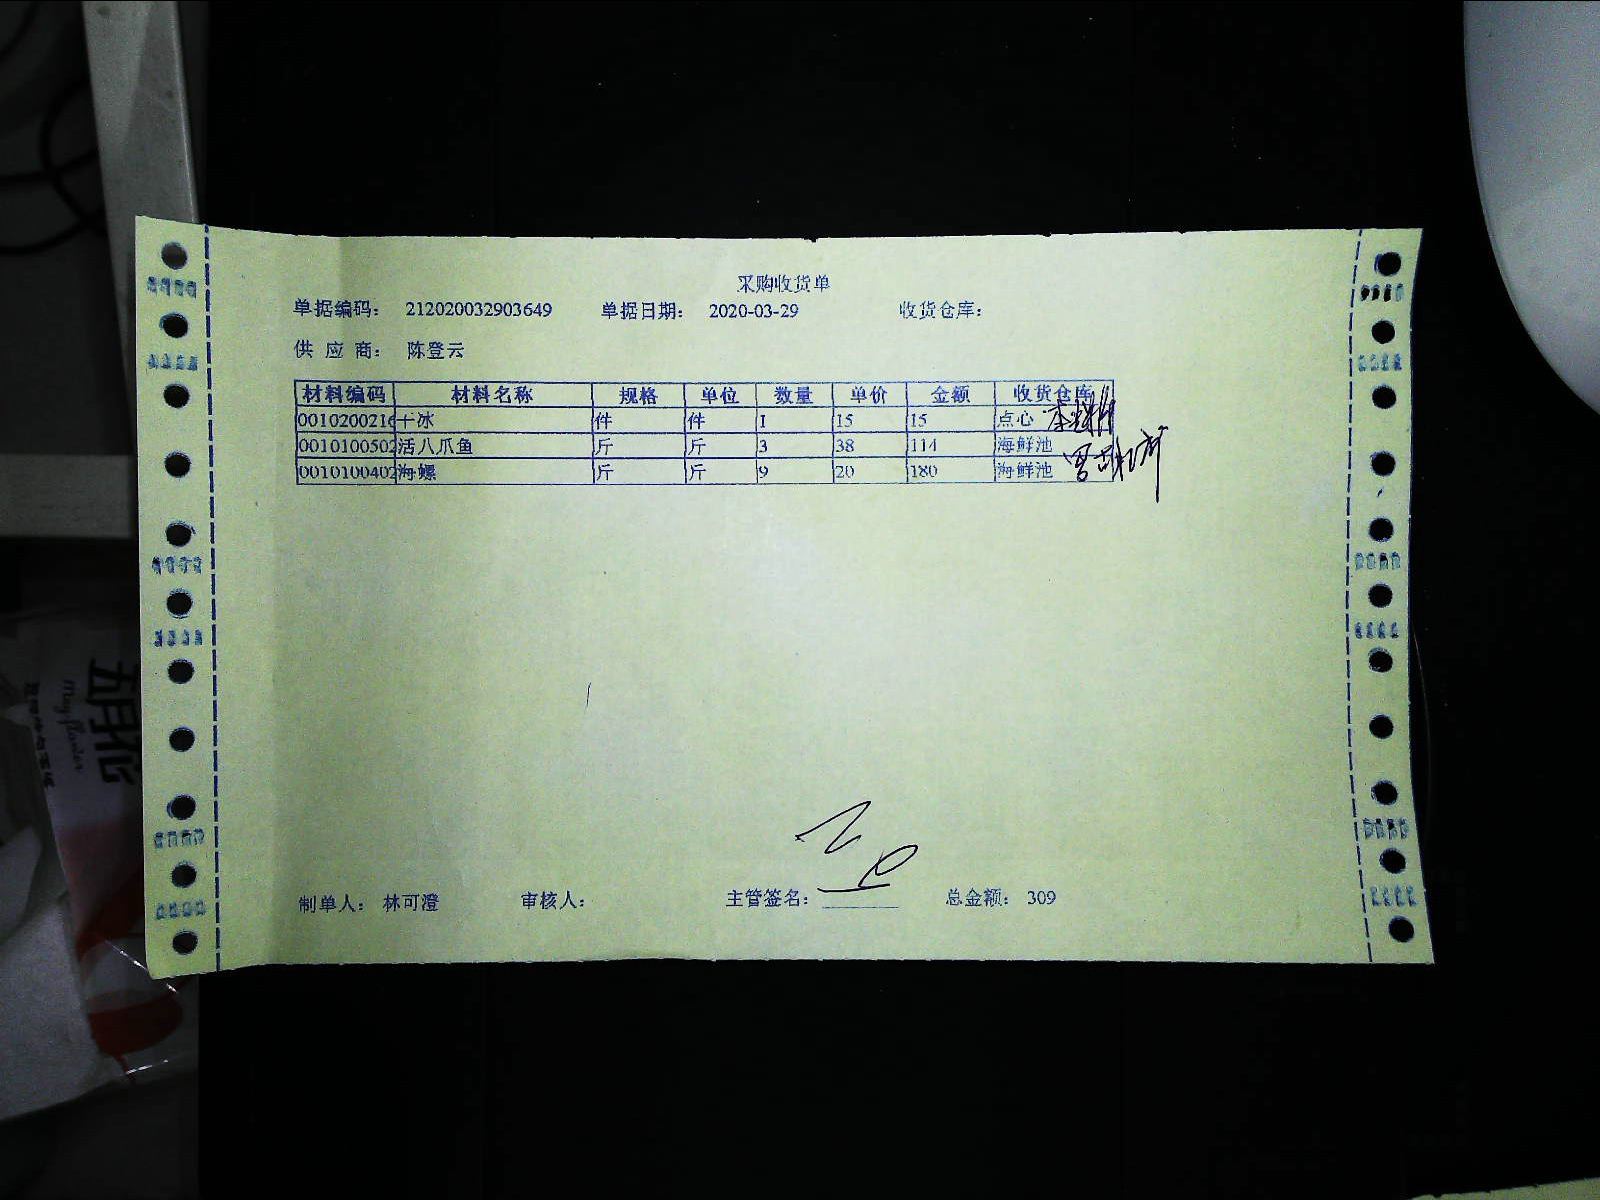 采购收货单
单据编码： 212020032903649 单据日期： 2020-03-29 收货仓库：
供 应 商： 陈登云
材料编码 材料名称 规格 单位 数量 单价 金额 收货仓库
001020021 干冰 件 件 1 15 15 点心
001010050 活八爪鱼 斤 斤 3 38 114 海鲜池
001010040 海螺 斤 斤 9 20 180 海鲜池
制单人： 林可澄 审核人： 主管签名： 总金额： 309
胡花
Mayflower